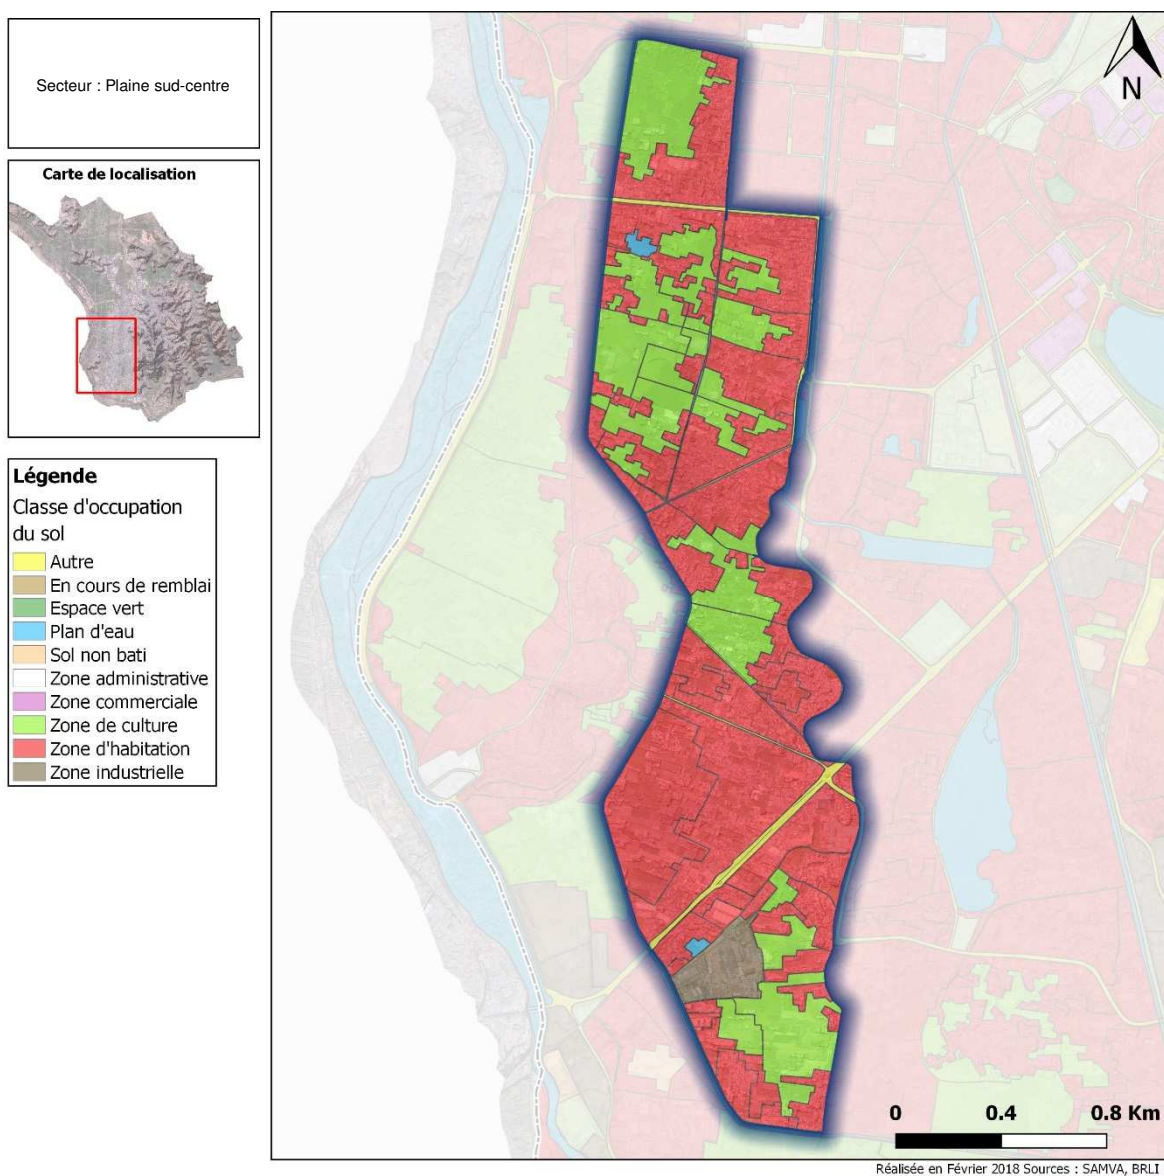 Secteur : Plaine sud-centre
Carte de localisation
Légende
Classe d'occupation
du sol
Autre
En cours de remblai
Espace vert
Plan d'eau
Sol non bati
Zone administrative
Zone commerciale
Zone de culture
Zone d'habitation
Zone industrielle
N
0 0.4 0.8 Km
Réalisée en Février 2018 Sources : SAMVA, BRLI